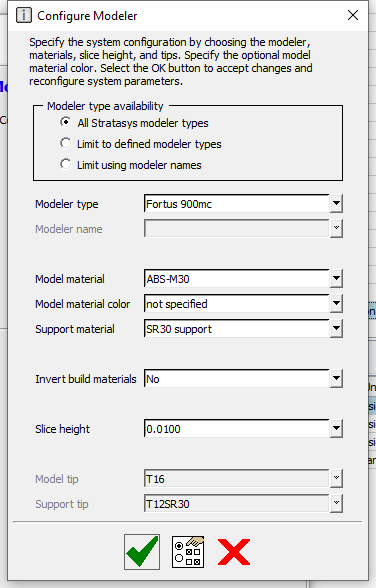 Configure Modeler
Specify the system configuration by choosing the modeler,
materials, slice height, and tips. Specify the optional model
material color. Select the OK button to accept changes and
reconfigure system parameters.
Modeler type availability
All Stratasys modeler types
Limit to defined modeler types
Limit using modeler names
Modeler type Fortus 900mc
Modeler name
Model material ABS-M30
Model material color not specified
Support material SR30 support
Invert build materials No
Slice height 0.0100
Model tip T16
Support tip T12SR30